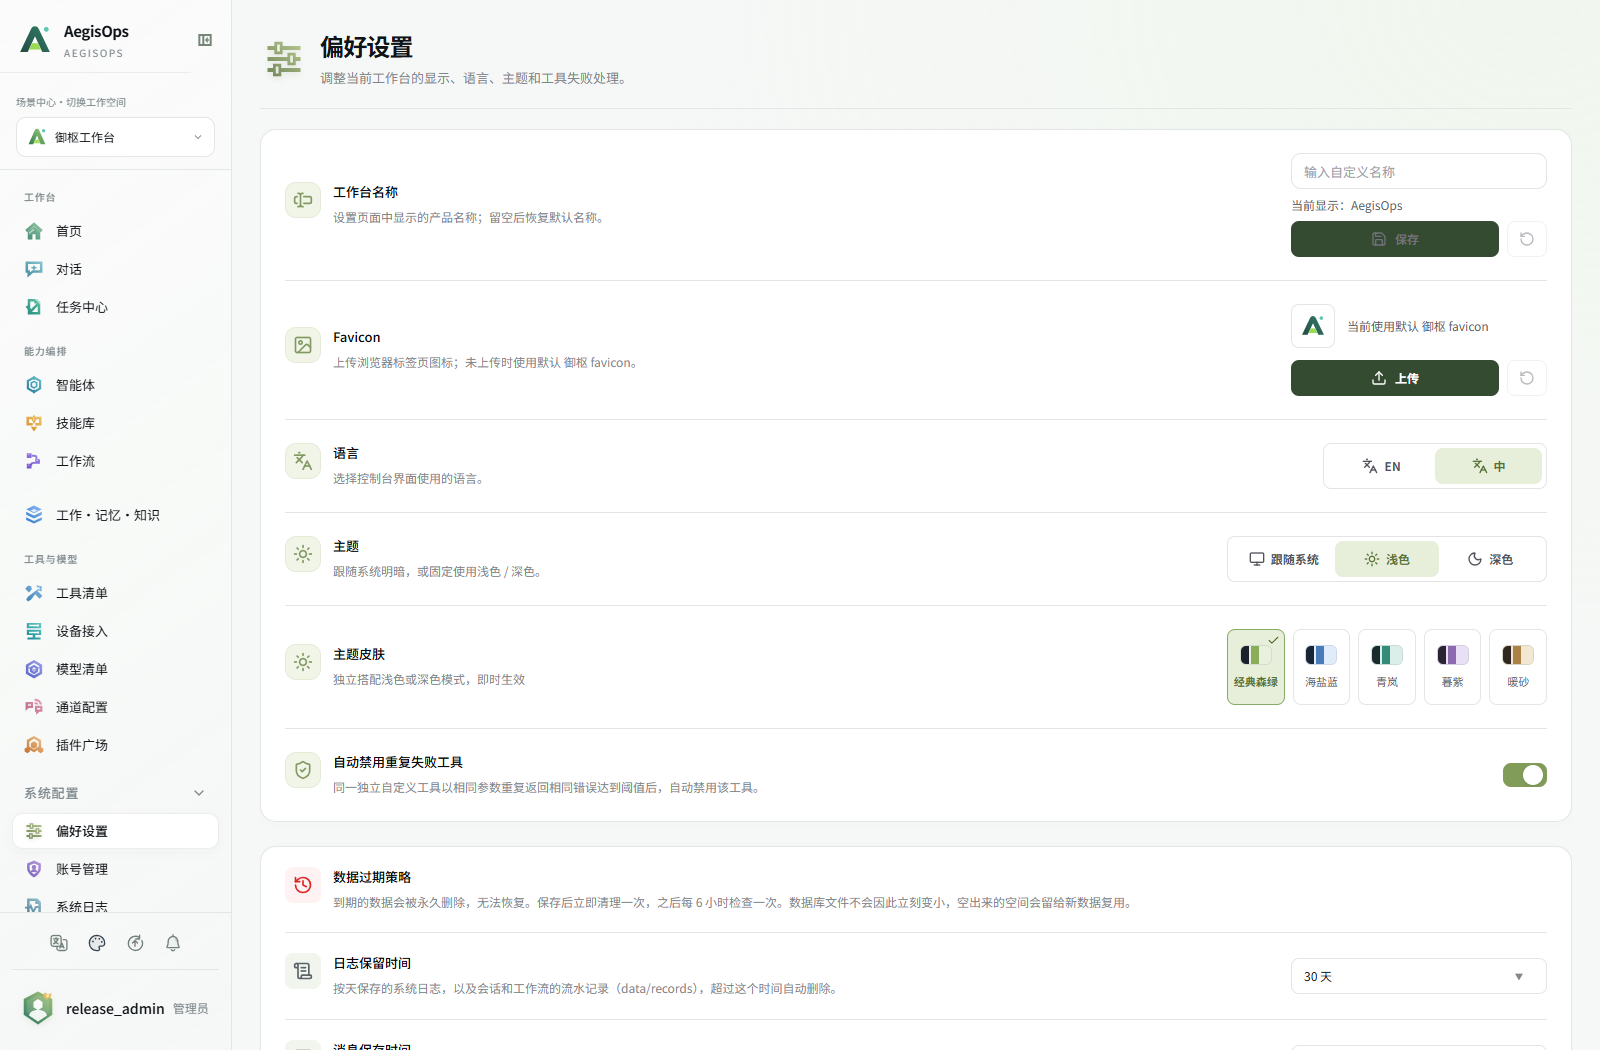 AegisOps
AEGISOPS
场景中心·切换工作空间
御枢工作台
工作台
首页
对话
任务中心
能力编排
智能体
技能库
工作流
工作·记忆·知识
工具与模型
工具清单
设备接入
模型清单
通道配置
插件广场
系统配置
偏好设置
账号管理
系统日志
release_admin 管理员
偏好设置
调整当前工作台的显示、语言、主题和工具失败处理。
工作台名称
设置页面中显示的产品名称；留空后恢复默认名称。
输入自定义名称
当前显示：AegisOps
保存
Favicon
上传浏览器标签页图标；未上传时使用默认 御枢 favicon。
当前使用默认 御枢 favicon
上传
语言
选择控制台界面使用的语言。
EN
中
主题
跟随系统明暗，或固定使用浅色 / 深色。
跟随系统
浅色
深色
主题皮肤
独立搭配浅色或深色模式，即时生效
经典森绿
海盐蓝
青岚
暮紫
暖砂
自动禁用重复失败工具
同一独立自定义工具以相同参数重复返回相同错误达到阈值后，自动禁用该工具。
数据过期策略
到期的数据会被永久删除，无法恢复。保存后立即清理一次，之后每 6 小时检查一次。数据库文件不会因此立刻变小，空出来的空间会留给新数据复用。
日志保留时间
按天保存的系统日志，以及会话和工作流的流水记录（data/records），超过这个时间自动删除。
30 天
消息保存时间